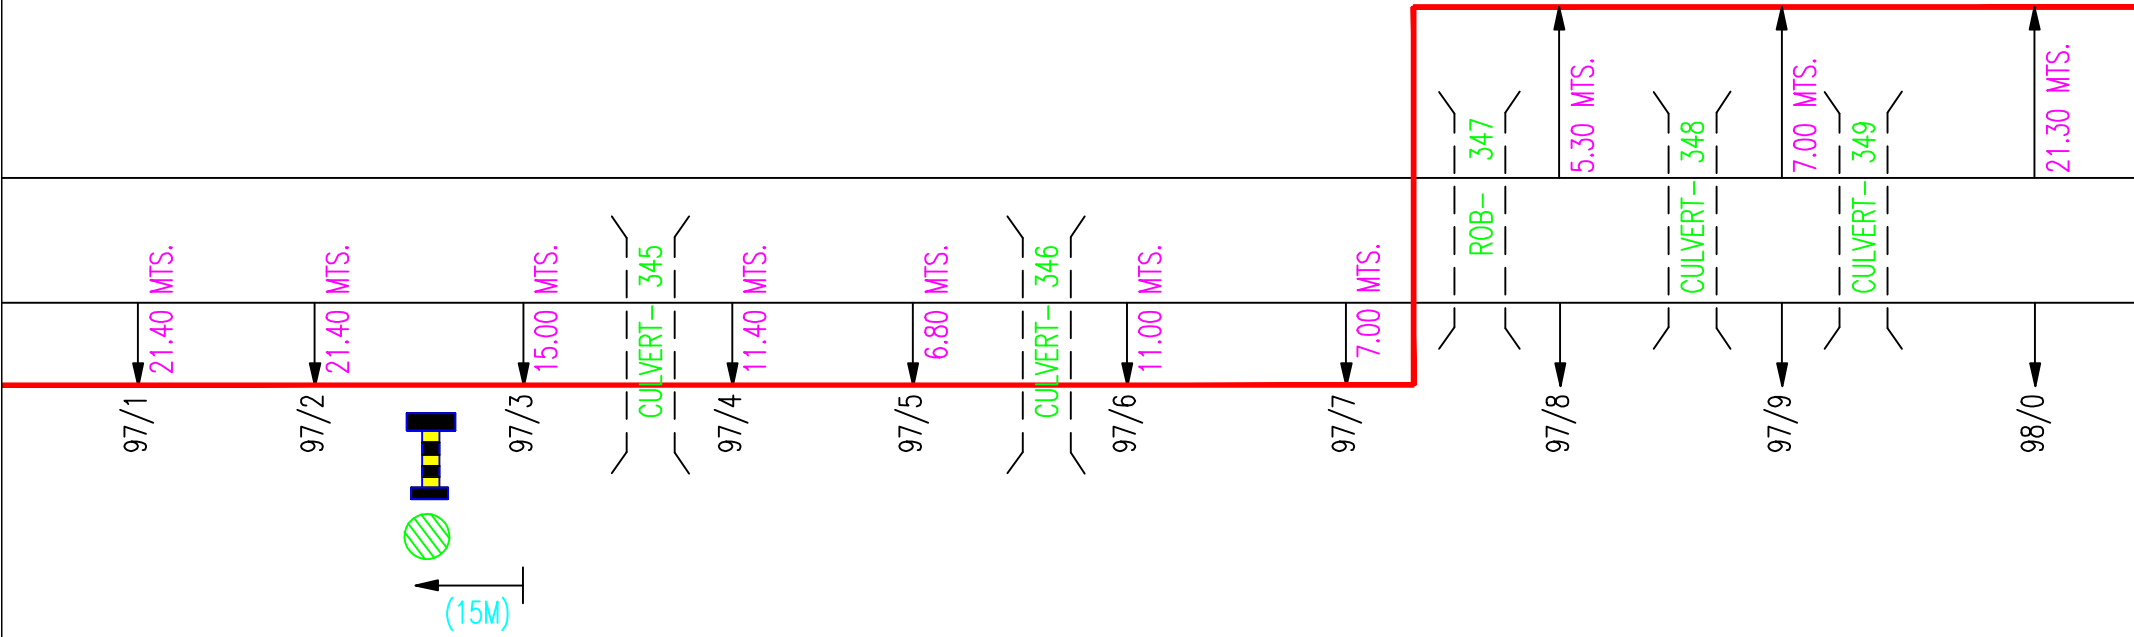 21.40 MTS.
97/1
21.40 MTS.
97/2
15.00 MTS.
97/3
(15M)
CULVERT- 345
11.40 MTS.
97/4
6.80 MTS.
97/5
CULVERT- 346
11.00 MTS.
97/6
7.00 MTS.
97/7
ROB- 347
5.30 MTS.
97/8
CULVERT- 348
7.00 MTS.
97/9
CULVERT- 349
21.30 MTS.
98/0